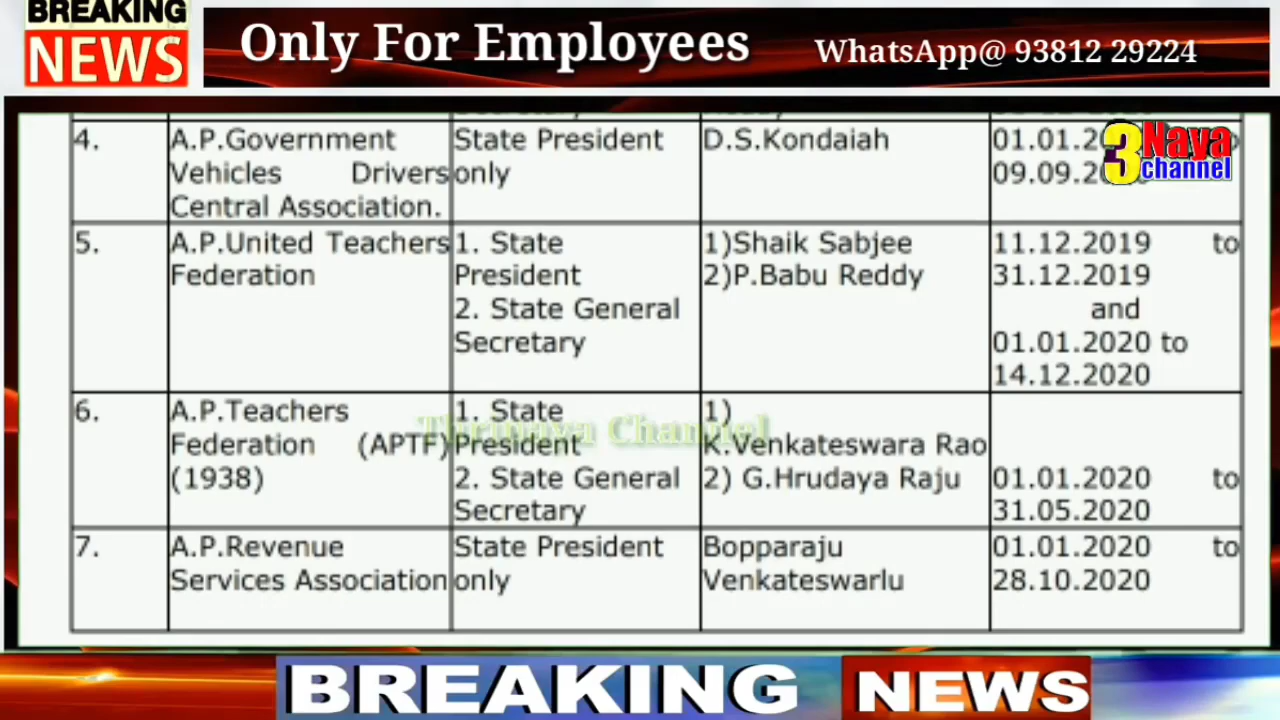 BREAKING
NEWS
Only For Employees
WhatsApp@ 93812 29224
3 Naya
channel
4.
A.P.Government
Vehicles Drivers
Central Association.
State President
only
D.S.Kondaiah
01.01.
09.09.
5.
A.P.United Teachers
Federation
1. State
President
2. State General
Secretary
1)Shaik Sabjee
2)P.Babu Reddy
11.12.2019 to
31.12.2019
and
01.01.2020 to
14.12.2020
6.
A.P.Teachers
Federation (APTF)
(1938)
1. State
President
2. State General
Secretary
1)
K.Venkateswara Rao
2) G.Hrudaya Raju
01.01.2020 to
31.05.2020
Thrinaya Channel
7.
A.P.Revenue
Services Association
State President
only
Bopparaju
Venkateswarlu
01.01.2020 to
28.10.2020
BREAKING NEWS